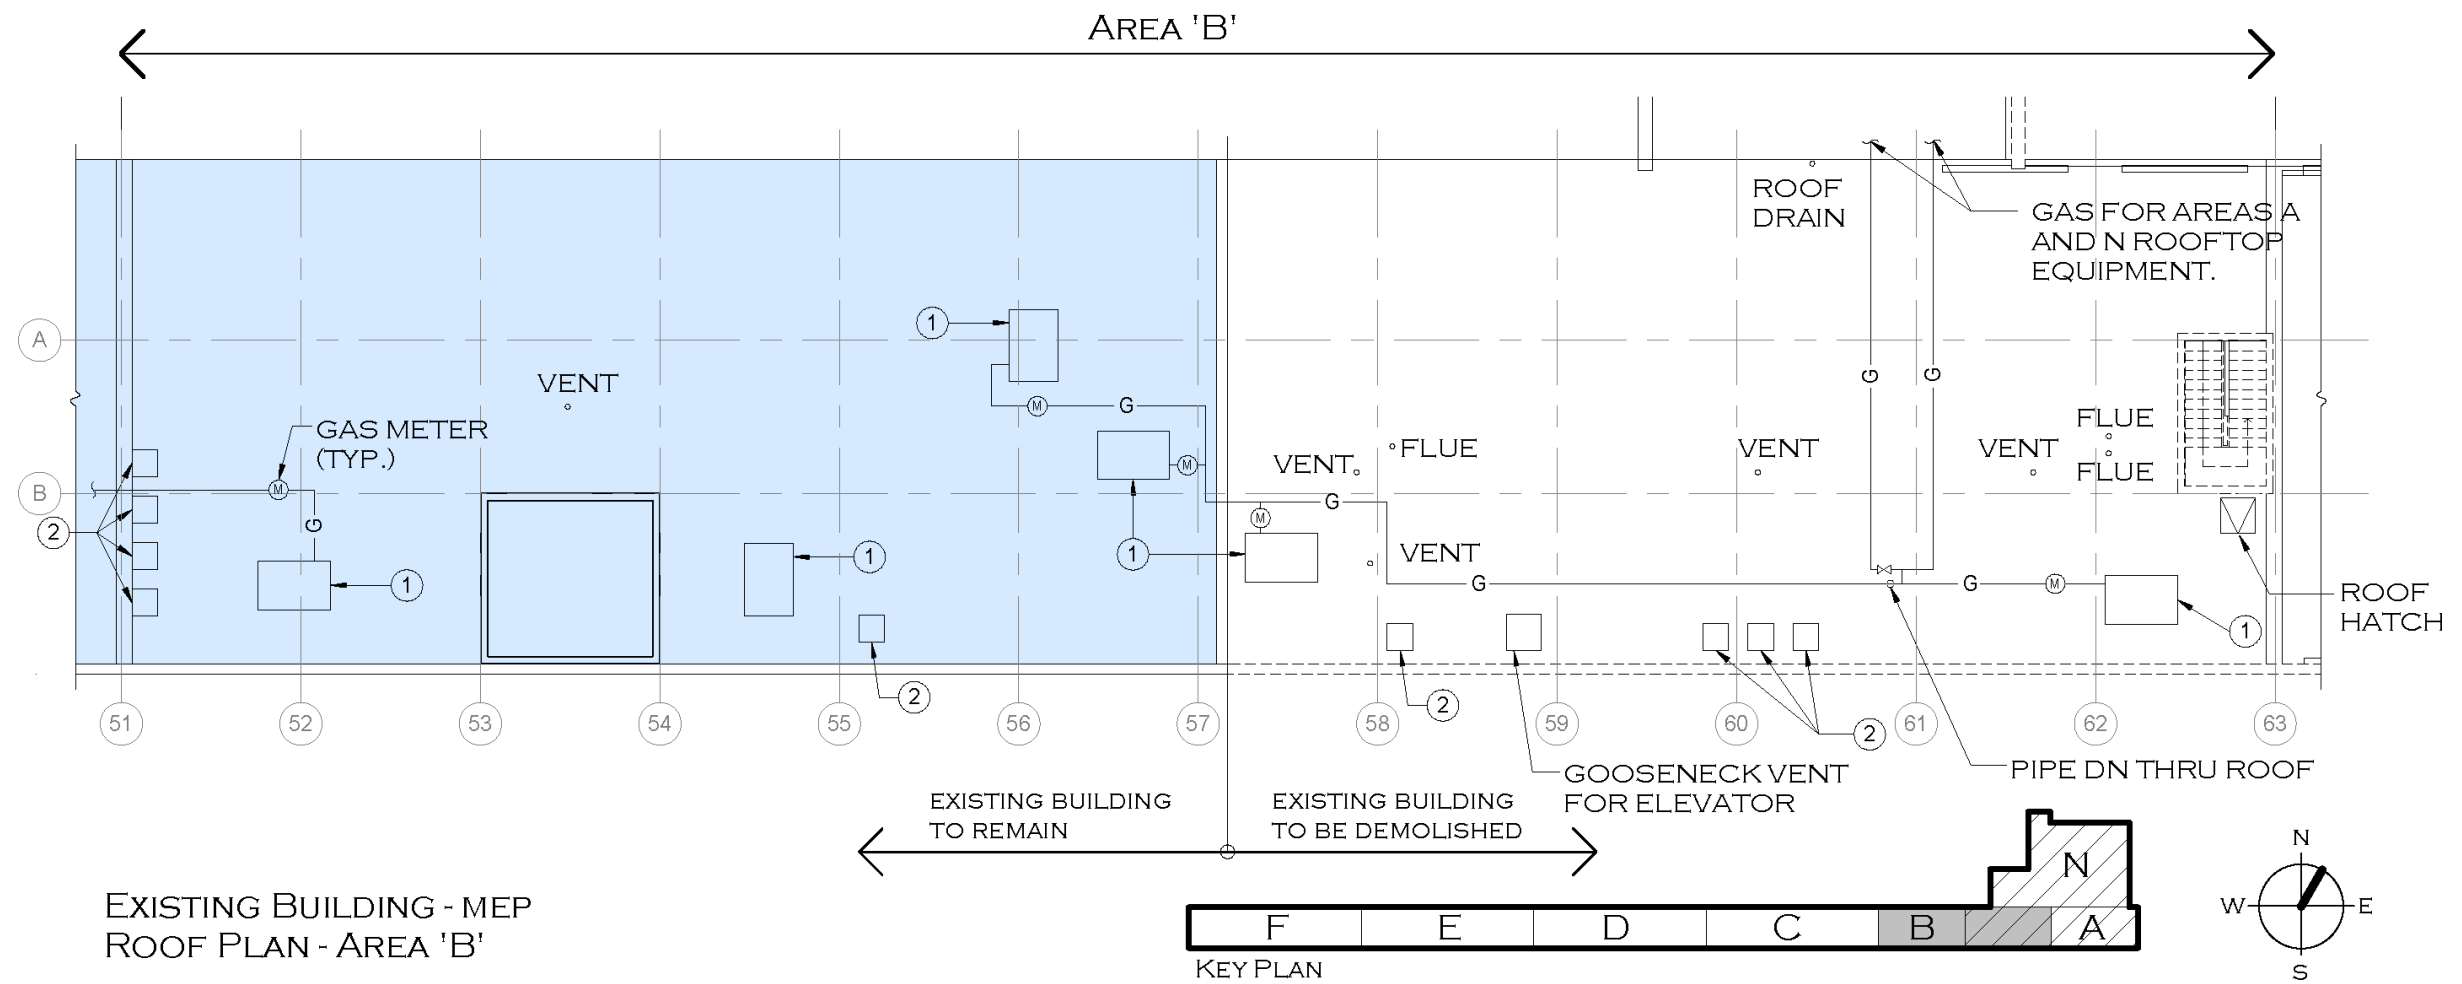 AREA 'B'
ROOF
DRAIN
GAS FOR AREAS A
AND N ROOFTOP
EQUIPMENT.
A
1
VENT
G
G
M
G
GAS METER
(TYP.)
FLUE
FLUE
VENT
FLUE
VENT
VENT
M
B
M
G
M
2
G
1
1
1
VENT
G
G
M
1
ROOF
HATCH
1
2
2
2
51
52
53
54
55
56
57
58
59
60
61
62
63
PIPE DN THRU ROOF
GOOSENECK VENT
FOR ELEVATOR
EXISTING BUILDING
TO REMAIN
EXISTING BUILDING
TO BE DEMOLISHED
EXISTING BUILDING - MEP
ROOF PLAN - AREA 'B'
N
F
E
D
C
B
A
KEY PLAN
N
W
E
S